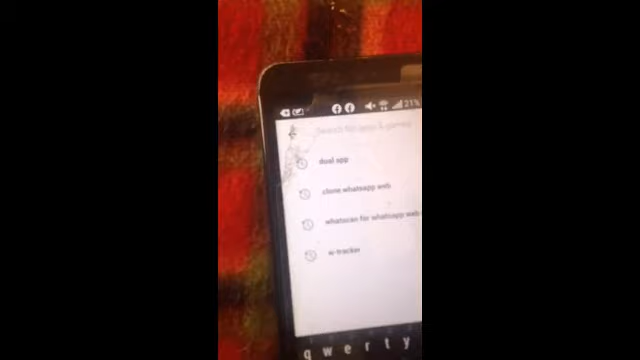 21%
Search for apps & games
dual app
clone whatsapp web
whatscan for whatsapp web
w-tracker
q w e r t y